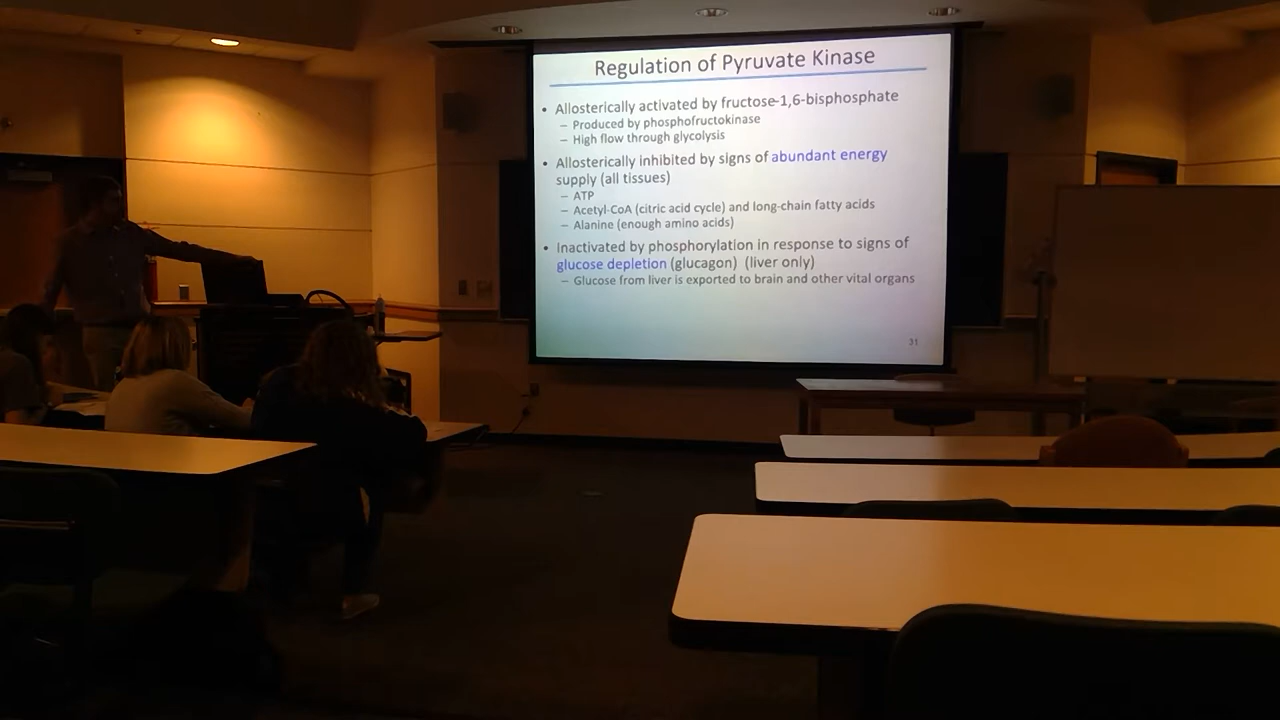 Regulation of Pyruvate Kinase
• Allosterically activated by fructose-1,6-bisphosphate
– Produced by phosphofructokinase
– High flow through glycolysis
• Allosterically inhibited by signs of abundant energy
supply (all tissues)
– ATP
– Acetyl-CoA (citric acid cycle) and long-chain fatty acids
– Alanine (enough amino acids)
• Inactivated by phosphorylation in response to signs of
glucose depletion (glucagon) (liver only)
– Glucose from liver is exported to brain and other vital organs
31